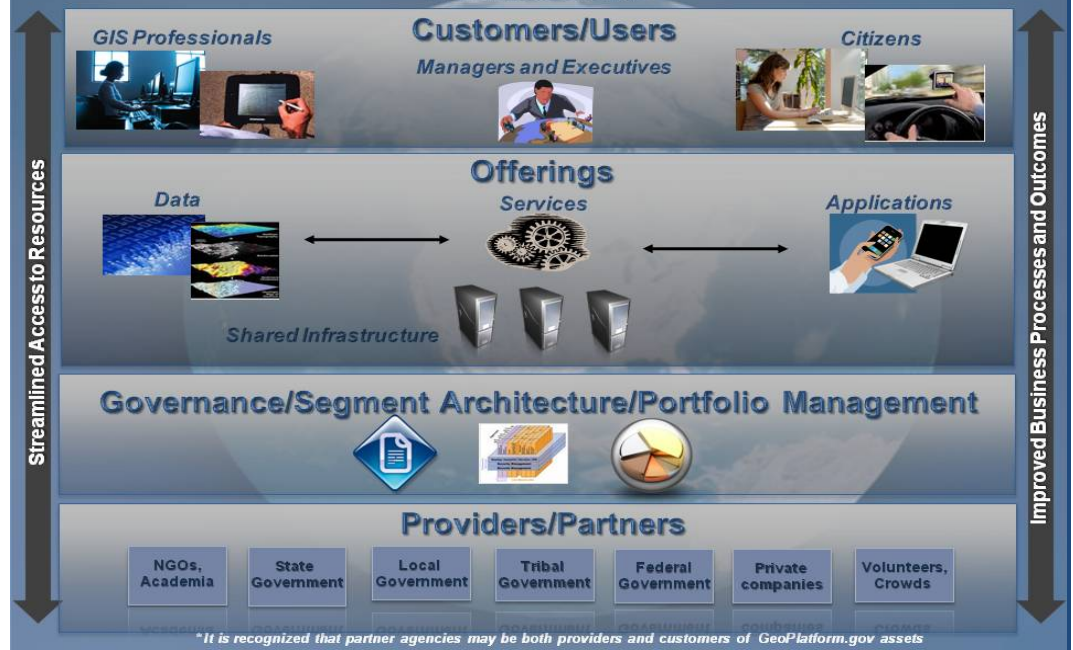 Customers/Users
GIS Professionals
Managers and Executives
Citizens
Offerings
Data
Services
Applications
Shared Infrastructure
Governance/Segment Architecture/Portfolio Management
Providers/Partners
NGOs,
Academia
State
Government
Local
Government
Tribal
Government
Federal
Government
Private
companies
Volunteers,
Crowds
*It is recognized that partner agencies may be both providers and customers of GeoPlatform.gov assets
Streamlined Access to Resources
Improved Business Processes and Outcomes